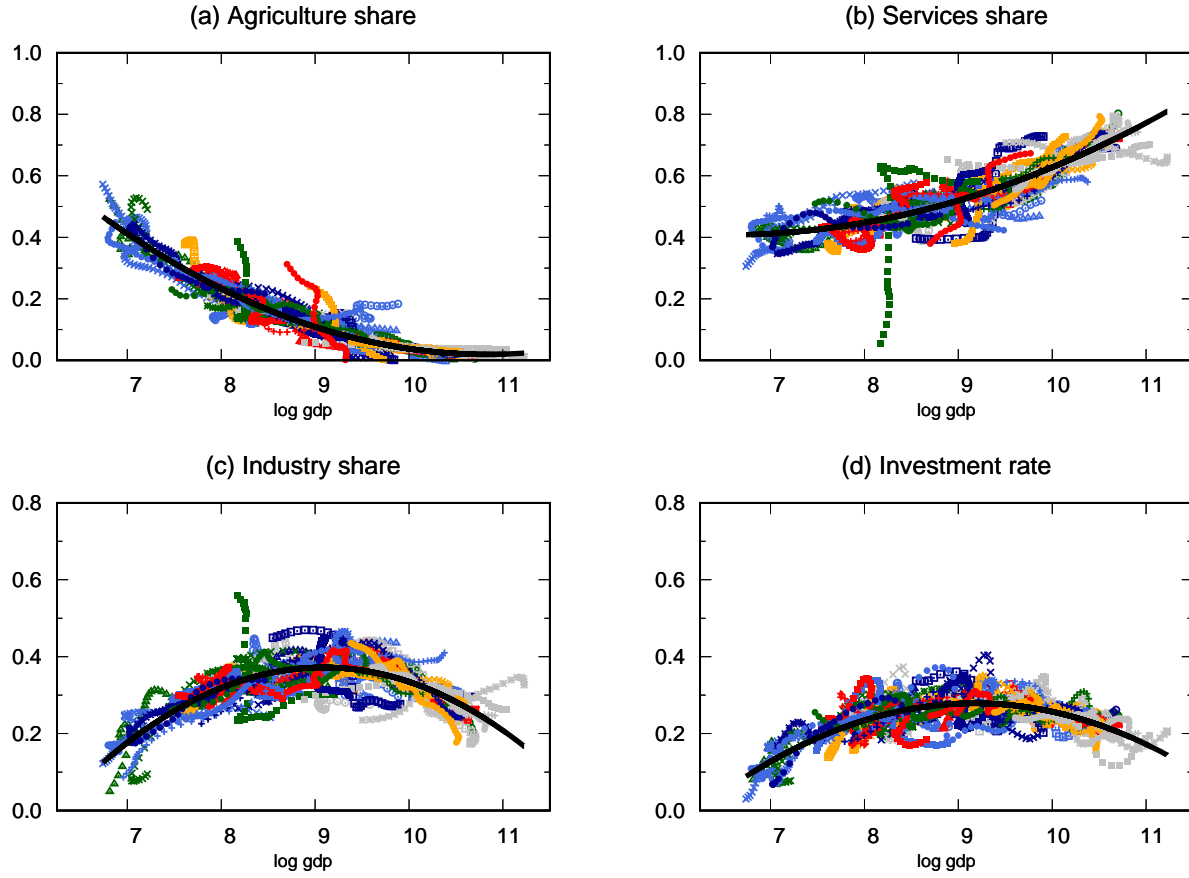 (a) Agriculture share
1.0
0.8
0.6
0.4
0.2
0.0
7 8 9 10 11
log gdp
(b) Services share
1.0
0.8
0.6
0.4
0.2
0.0
7 8 9 10 11
log gdp
(c) Industry share
0.8
0.6
0.4
0.2
0.0
7 8 9 10 11
log gdp
(d) Investment rate
0.8
0.6
0.4
0.2
0.0
7 8 9 10 11
log gdp